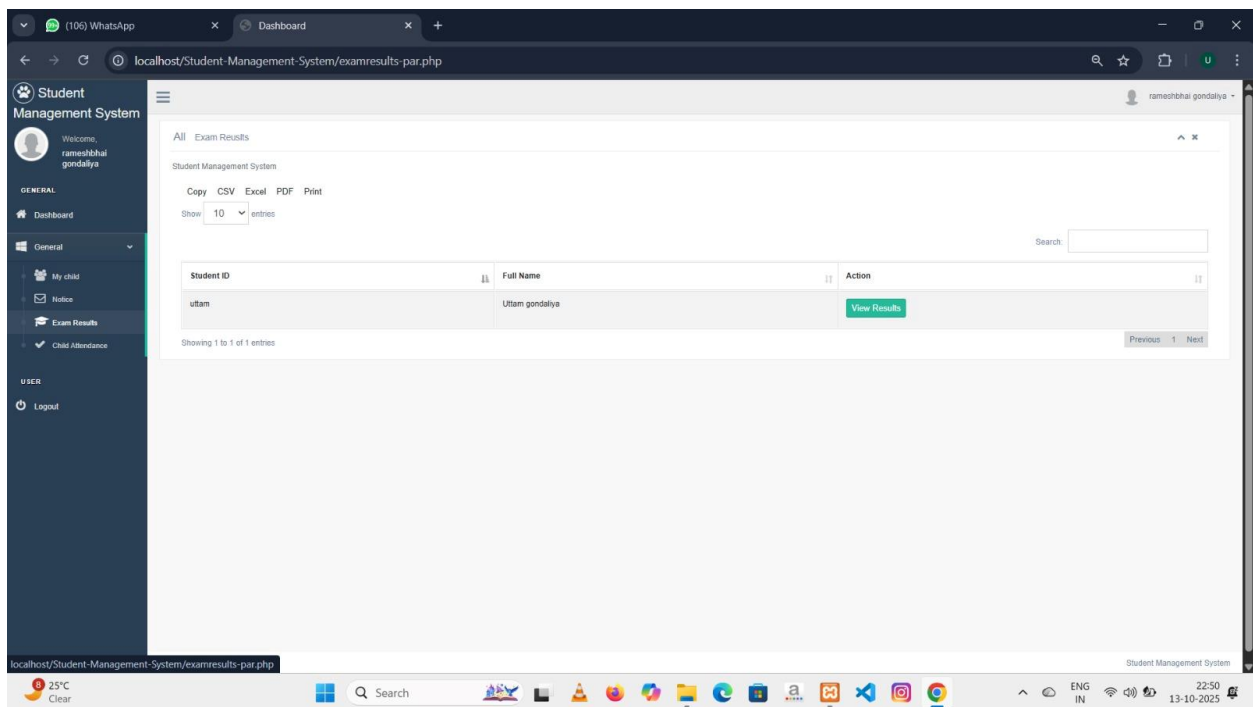 (106) WhatsApp
Dashboard
localhost/Student-Management-System/examresults-par.php
U
Student
Management System
Welcome,
rameshbhai
gondaliya
GENERAL
Dashboard
General
My child
Notice
Exam Results
Child Attendance
USER
Logout
rameshbhai gondaliya
All Exam Reuslts
Student Management System
Copy CSV Excel PDF Print
Show 10 entries
Search:
Student ID Full Name Action
uttam Uttam gondaliya View Results
Showing 1 to 1 of 1 entries
Previous 1 Next
Student Management System
localhost/Student-Management-System/examresults-par.php
8
25°C
Clear
Search
a
ENG
IN
22:50
13-10-2025